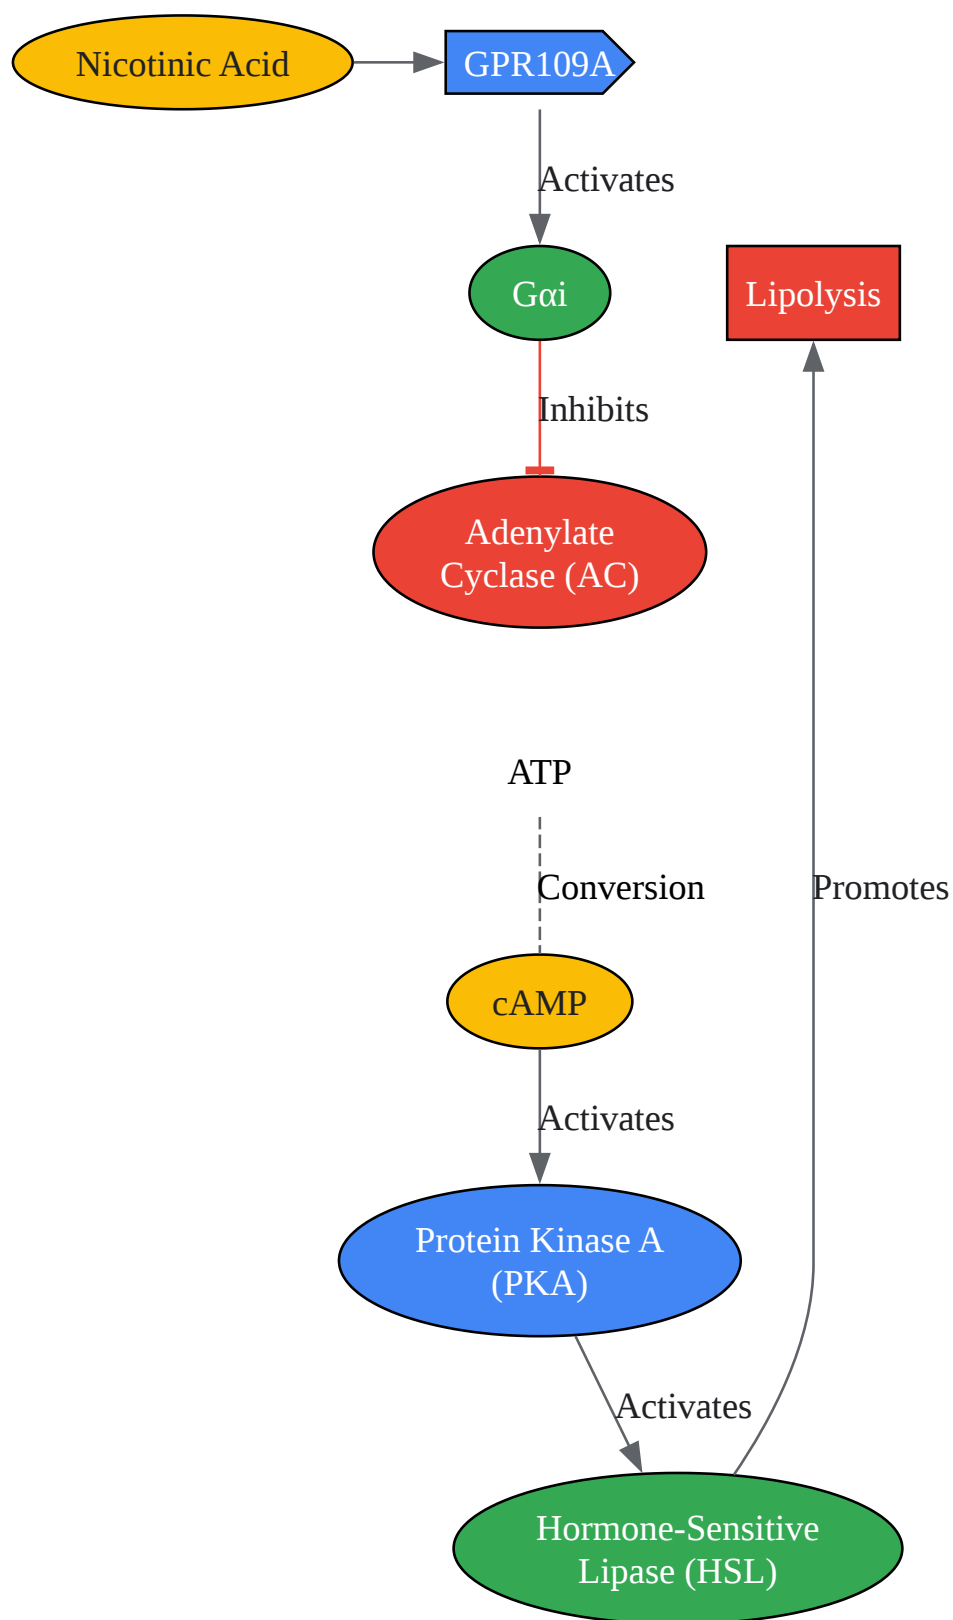 Nicotinic Acid
GPR109A
Activates
Gαi
Lipolysis
Inhibits
Adenylate
Cyclase (AC)
ATP
Conversion
Promotes
cAMP
Activates
Protein Kinase A
(PKA)
Activates
Hormone-Sensitive
Lipase (HSL)